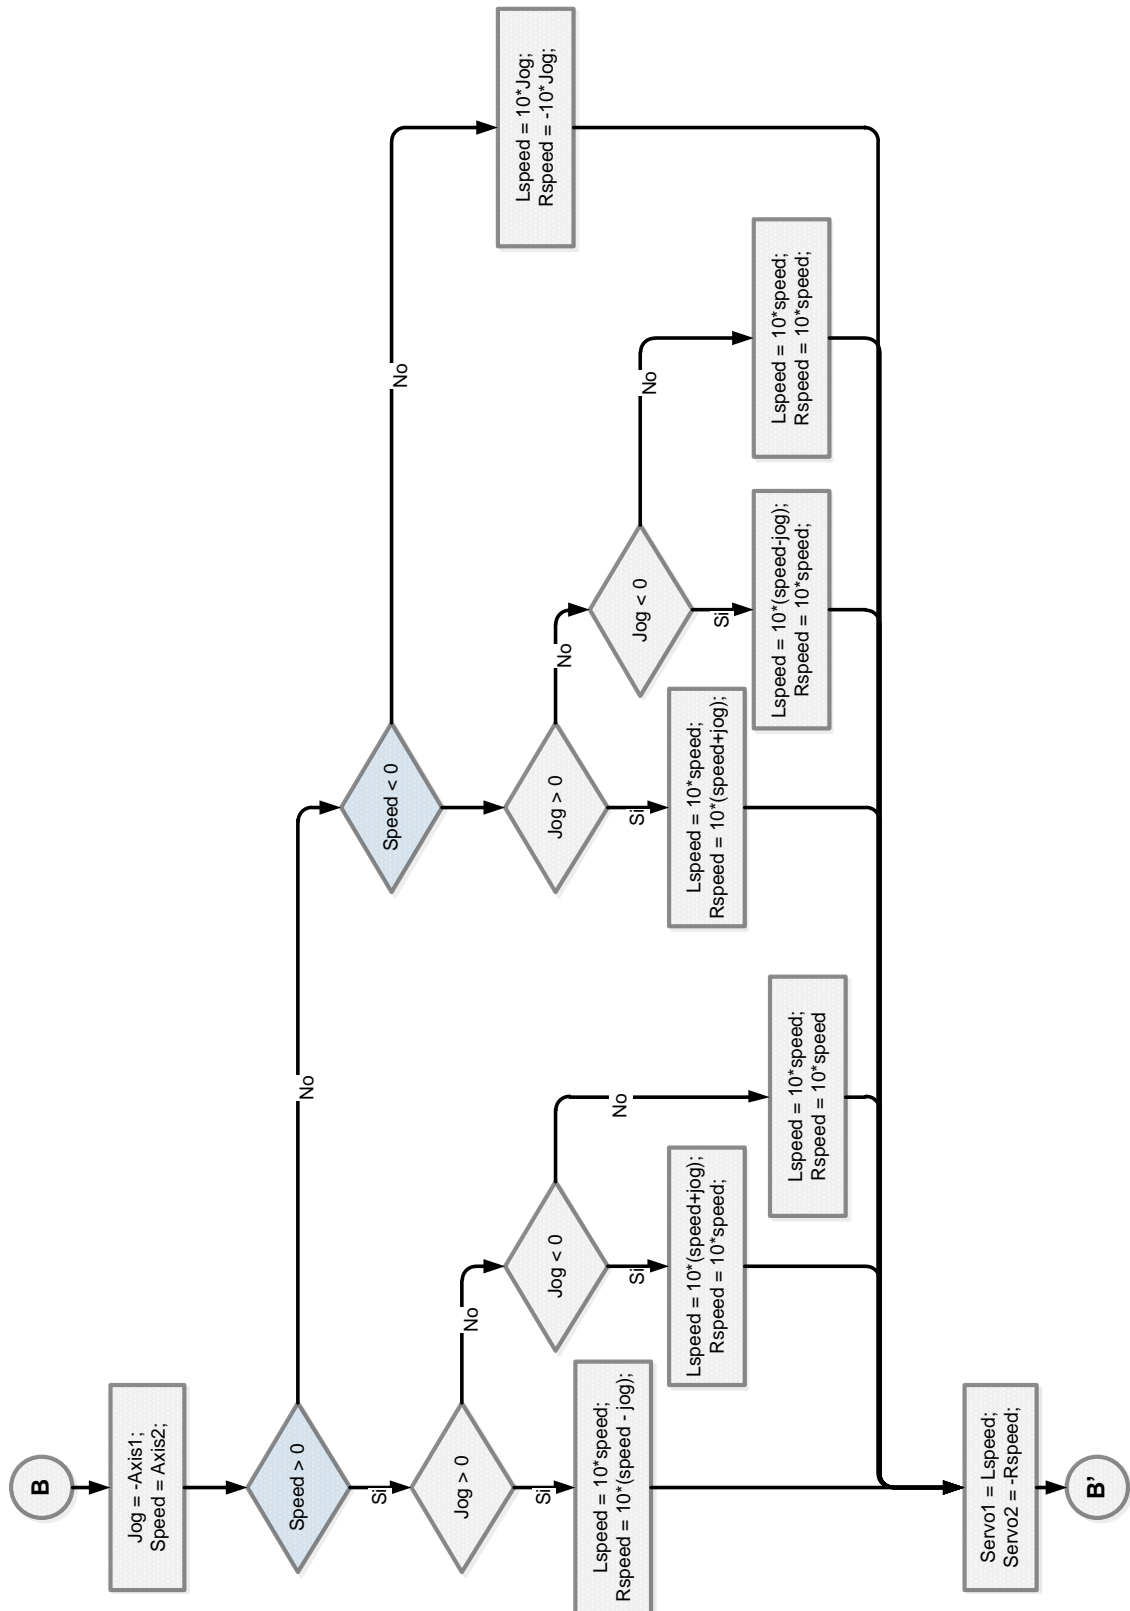 B
Jog = -Axis1;
Speed = Axis2;
Speed > 0
No
Si
Jog > 0
No
Si
Lspeed = 10*speed;
Rspeed = 10*(speed - jog);
Jog < 0
No
Si
Lspeed = 10*(speed+jog);
Rspeed = 10*speed;
Lspeed = 10*speed;
Rspeed = 10*speed
Speed < 0
No
Jog > 0
No
Si
Lspeed = 10*speed;
Rspeed = 10*(speed+jog);
Jog < 0
No
Si
Lspeed = 10*(speed-jog);
Rspeed = 10*speed;
Lspeed = 10*speed;
Rspeed = 10*speed;
Lspeed = 10*Jog;
Rspeed = -10*Jog;
Servo1 = Lspeed;
Servo2 = -Rspeed;
B'